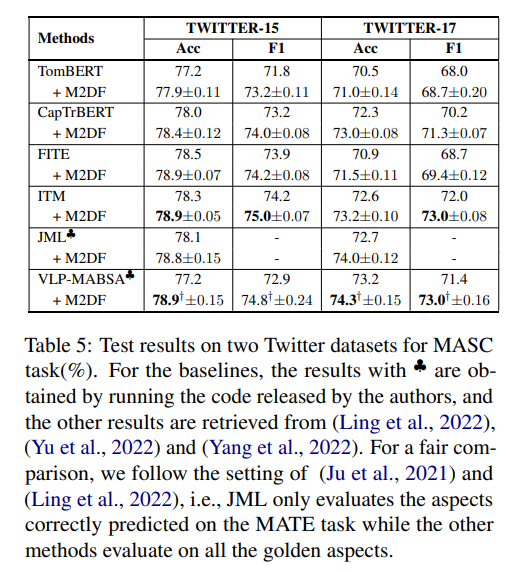 Methods TWITTER-15 TWITTER-17
Acc F1 Acc F1
TomBERT 77.2 71.8 70.5 68.0
+ M2DF 77.9±0.11 73.2±0.11 71.0±0.14 68.7±0.20
CapTrBERT 78.0 73.2 72.3 70.2
+ M2DF 78.4±0.12 74.0±0.08 73.0±0.08 71.3±0.07
FITE 78.5 73.9 70.9 68.7
+ M2DF 78.9±0.07 74.2±0.08 71.5±0.11 69.4±0.12
ITM 78.3 74.2 72.6 72.0
+ M2DF 78.9±0.05 75.0±0.07 73.2±0.10 73.0±0.08
JML♣ 78.1 - 72.7 -
+ M2DF 78.8±0.15 - 74.0±0.12 -
VLP-MABSA♣ 77.2 72.9 73.2 71.4
+ M2DF 78.9†±0.15 74.8†±0.24 74.3†±0.15 73.0†±0.16
Table 5: Test results on two Twitter datasets for MASC
task(%). For the baselines, the results with ♣ are ob-
tained by running the code released by the authors, and
the other results are retrieved from (Ling et al., 2022),
(Yu et al., 2022) and (Yang et al., 2022). For a fair com-
parison, we follow the setting of (Ju et al., 2021) and
(Ling et al., 2022), i.e., JML only evaluates the aspects
correctly predicted on the MATE task while the other
methods evaluate on all the golden aspects.